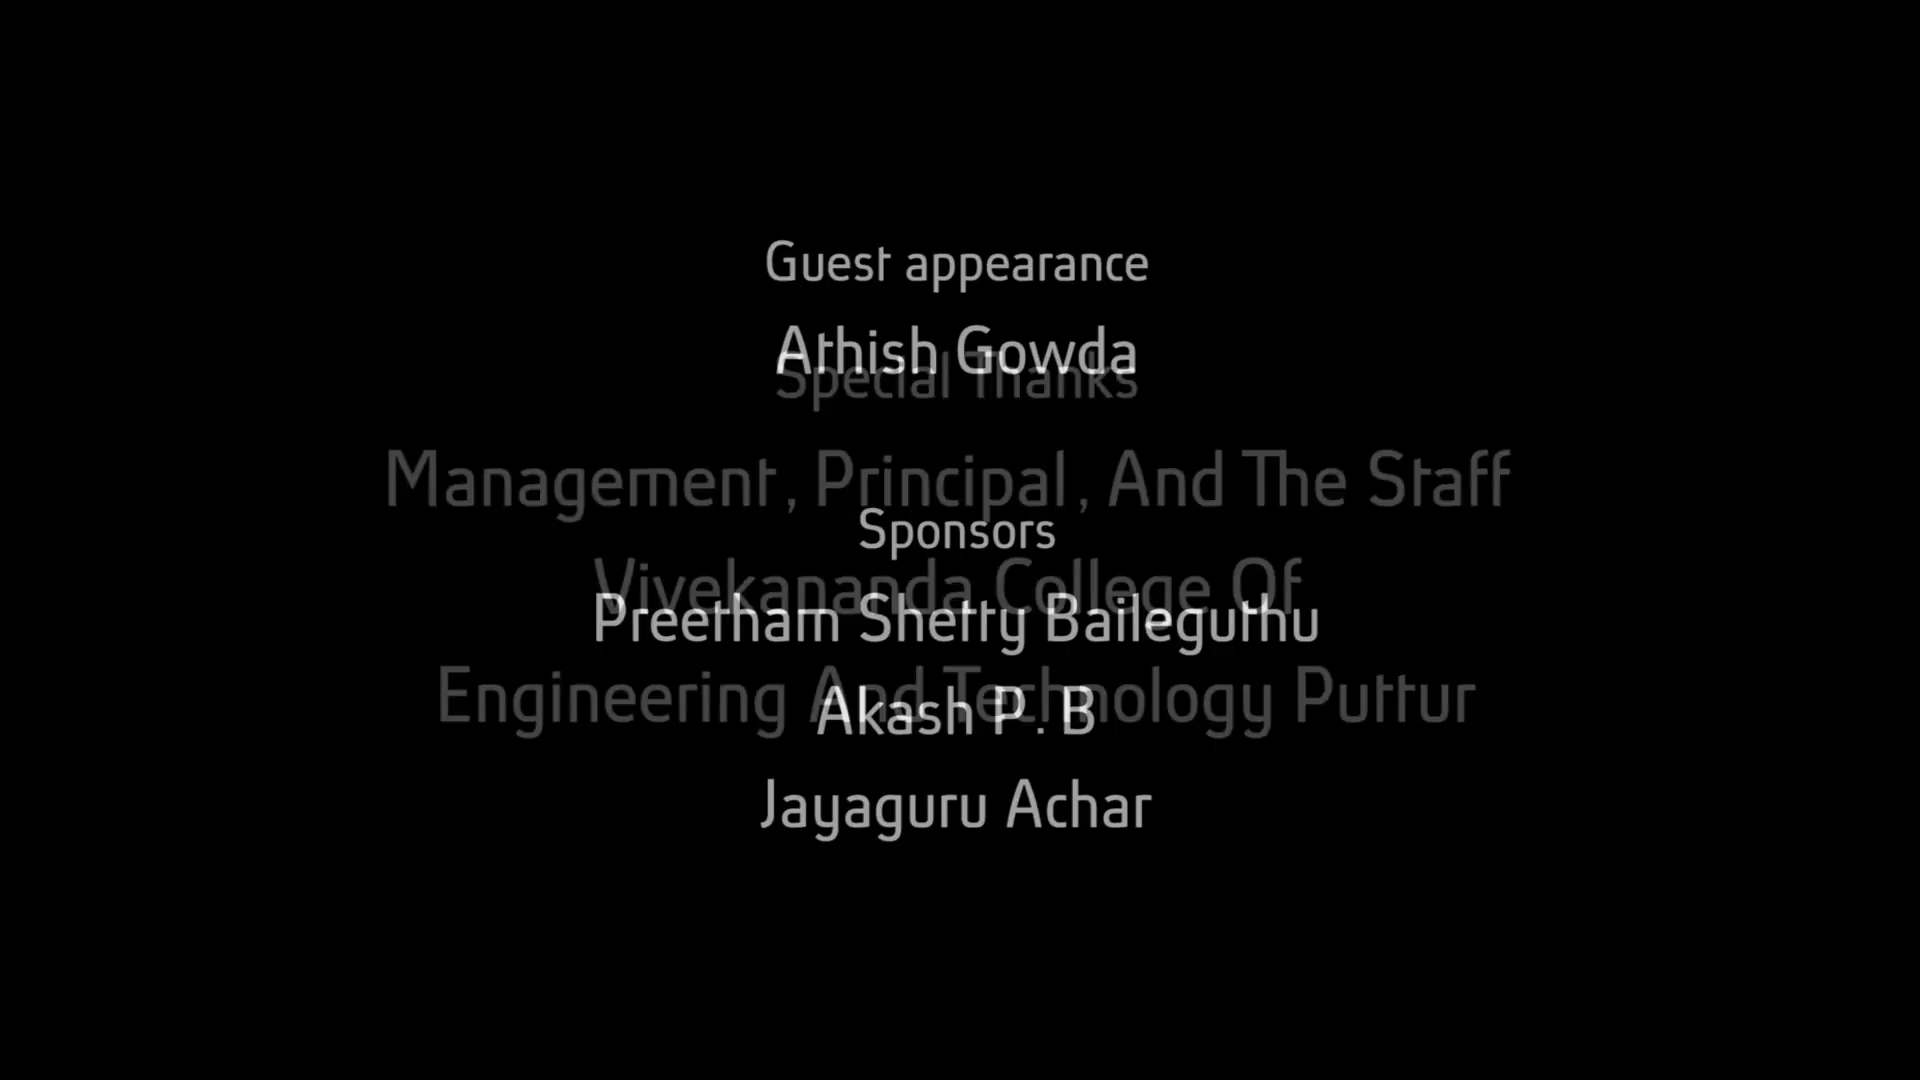 Guest appearance
Athish Gowda
Special Thanks
Management, Principal, And The Staff
Sponsors
Vivekananda College Of
Preetham Shetty Baileguthu
Engineering And Technology Puttur
Akash P. B
Jayaguru Achar